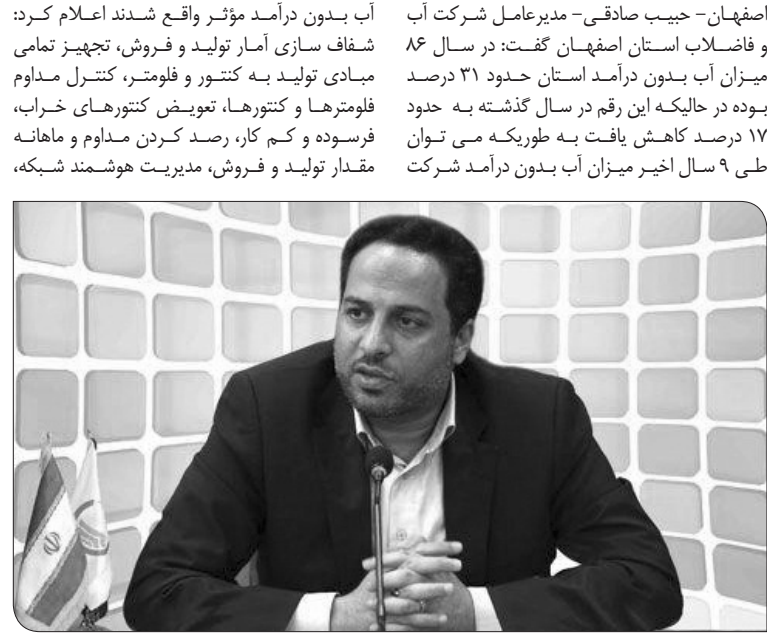 اصفهان- حبیب صادقی- مدیرعامل شرکت آب
و فاضلاب استان اصفهان گفت: در سال ۸۶
میزان آب بدون درآمد استان حدود ۳۱ درصد
بوده در حالیکه این رقم در سال گذشته به حدود
۱۷ درصد کاهش یافت به طوریکه می توان
طی ۹ سال اخیر میزان آب بدون درآمد شرکت
آب بدون درآمد مؤثر واقع شدند اعلام کرد:
شفاف سازی آمار تولید و فروش، تجهیز تمامی
مبادی تولید به کنتور و فلومتر، کنترل مداوم
فلومترها و کنتورها، تعویض کنتورهای خراب،
فرسوده و کم کار، رصد کردن مداوم و ماهانه
مقدار تولید و فروش، مدیریت هوشمند شبکه،